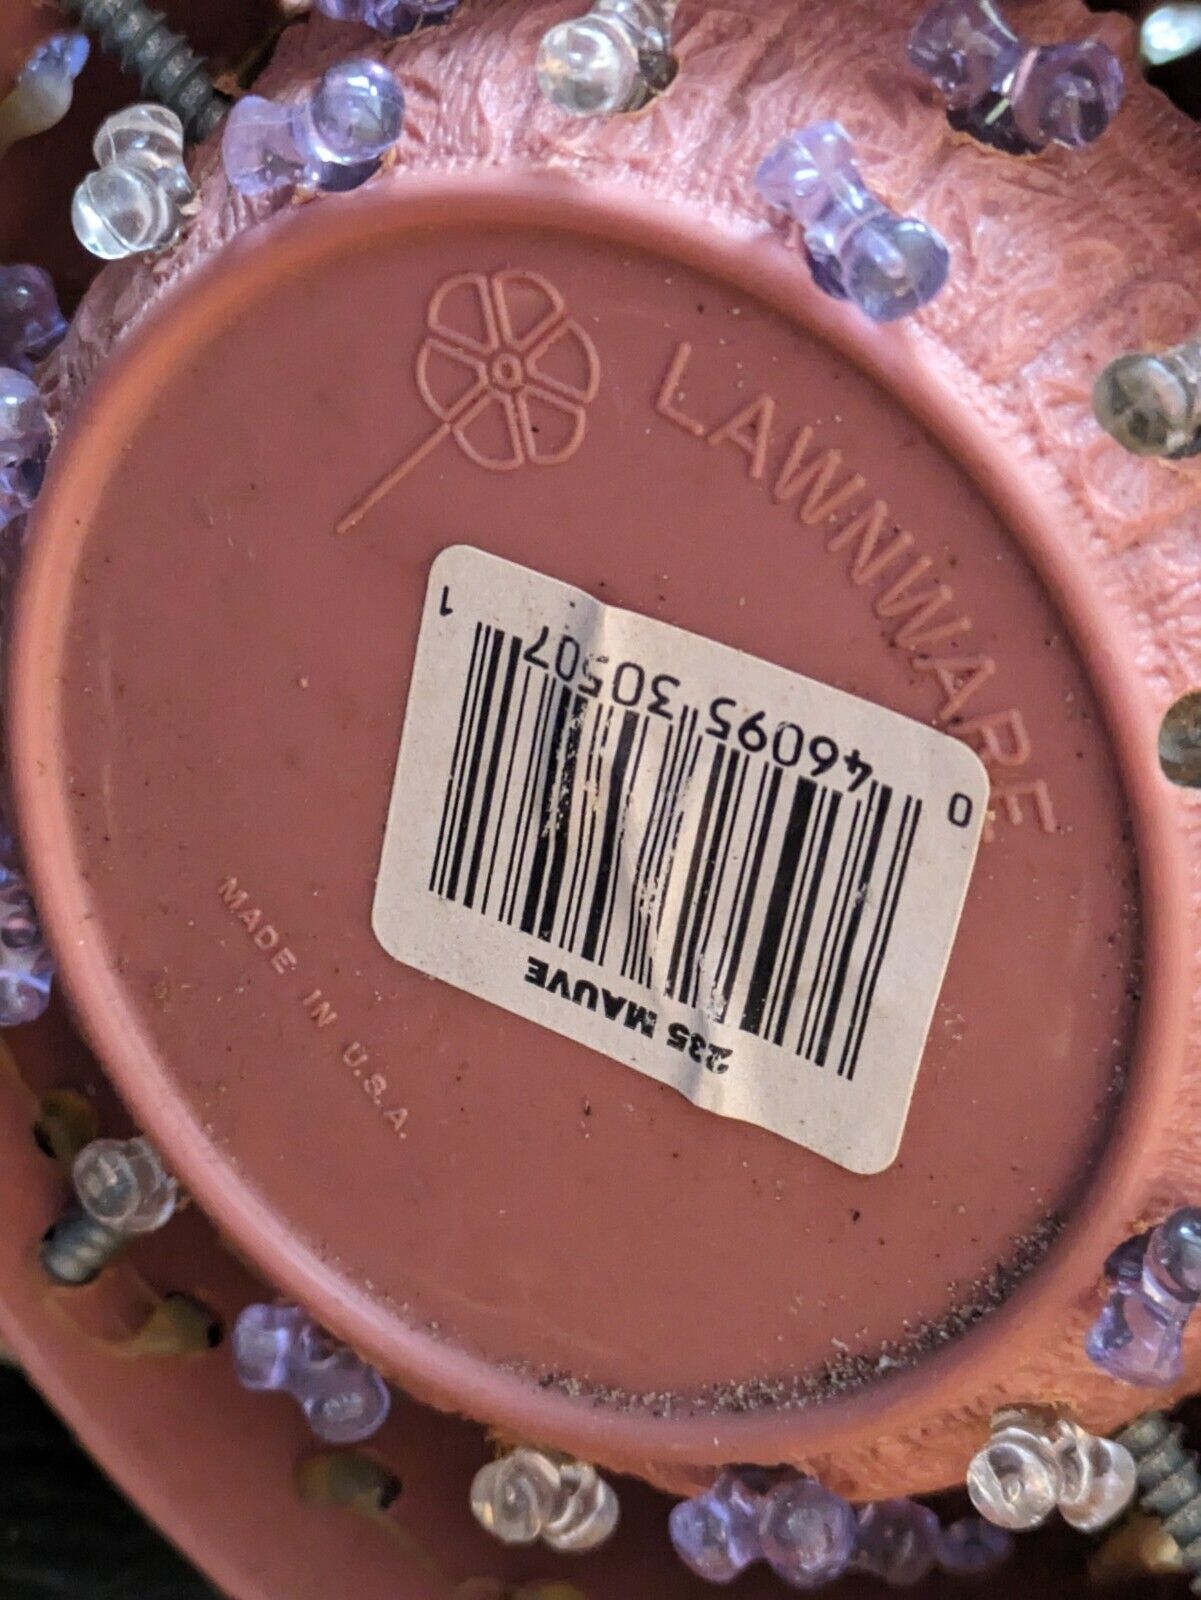 LAWNWARE
235 MAUVE
0 46095 30507 1
MADE IN U.S.A.